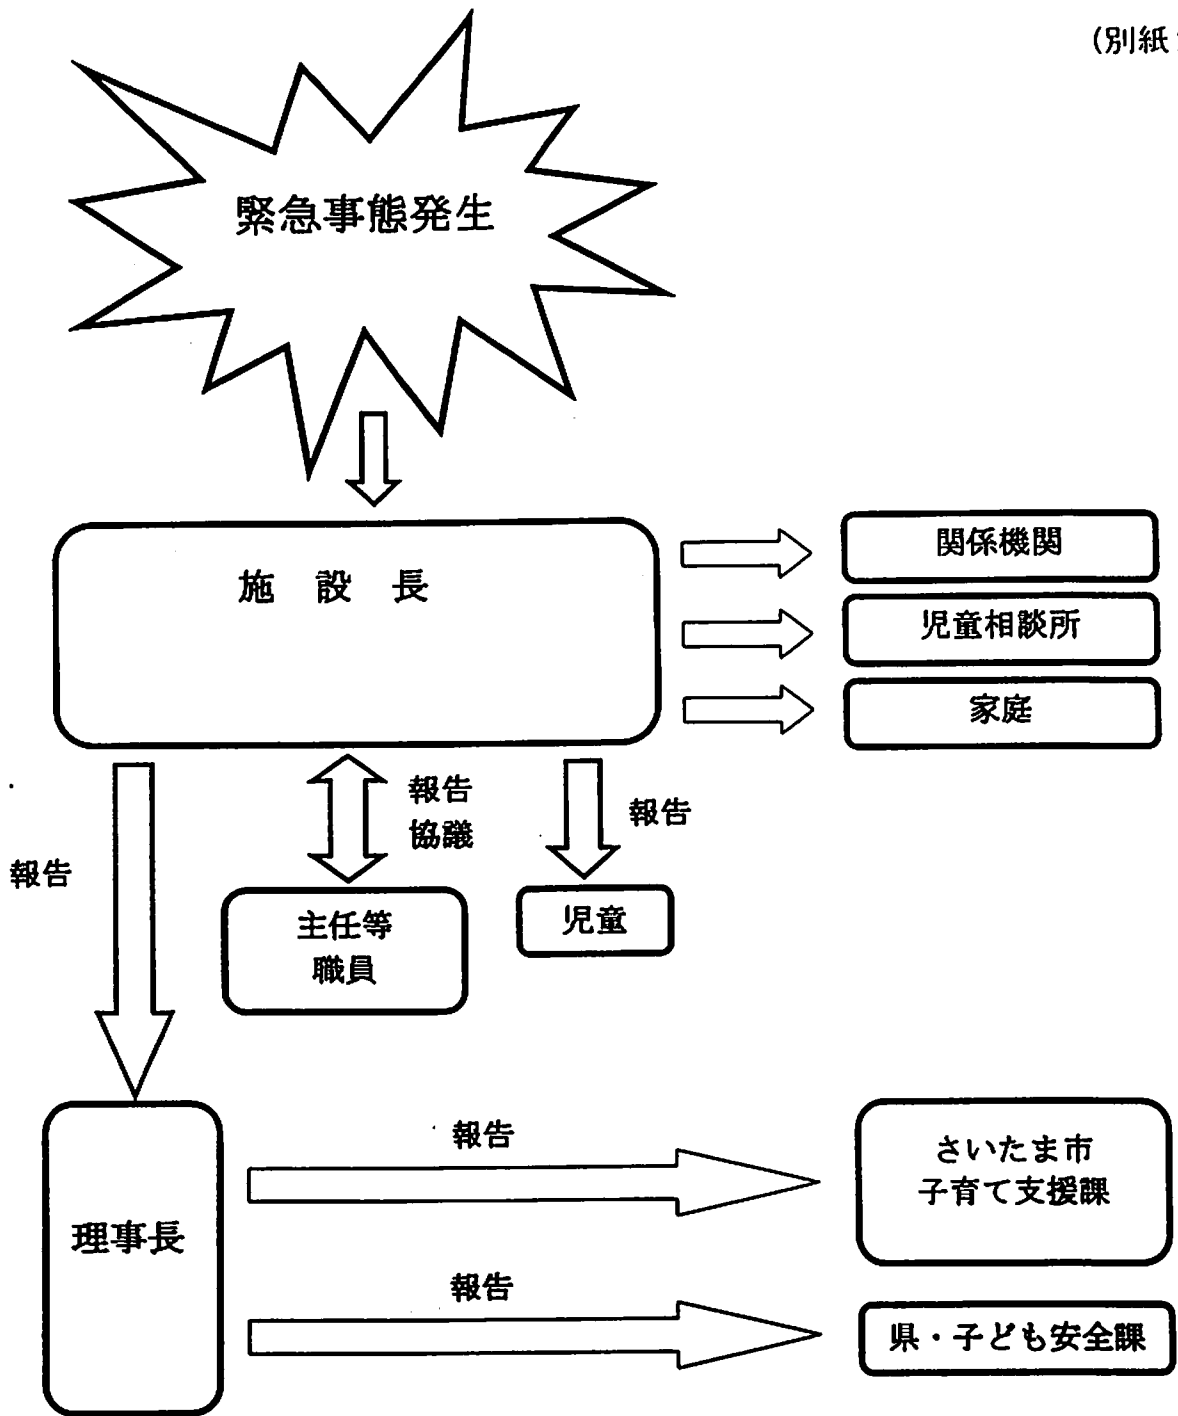 (別紙
緊急事態発生
施 設 長
関係機関
児童相談所
家庭
報告
協議
報告
報告
主任等
職員
児童
理事長
報告
さいたま市
子育て支援課
報告
県・子ども安全課